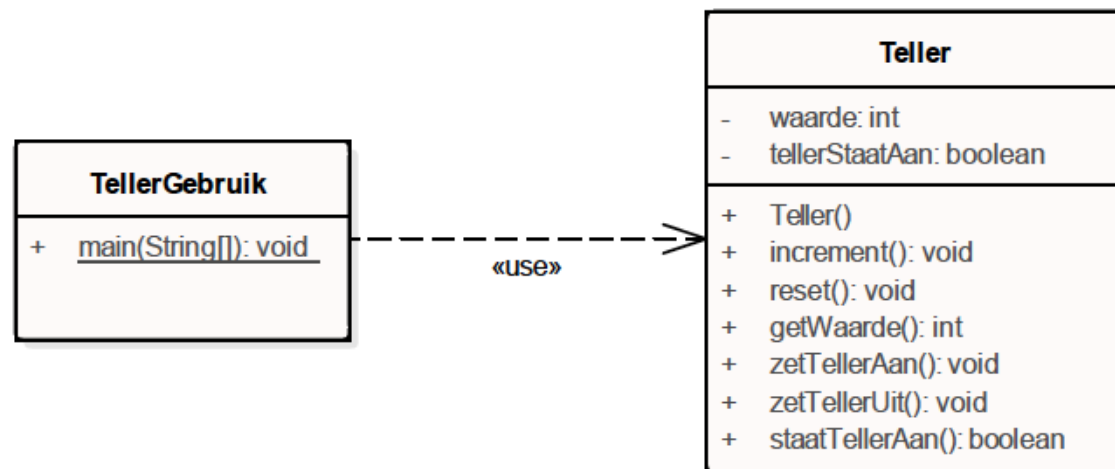 TellerGebruik
+ main(String[]): void
«use»
Teller
- waarde: int
- tellerStaatAan: boolean
+ Teller()
+ increment(): void
+ reset(): void
+ getWaarde(): int
+ zetTellerAan(): void
+ zetTellerUit(): void
+ staatTellerAan(): boolean